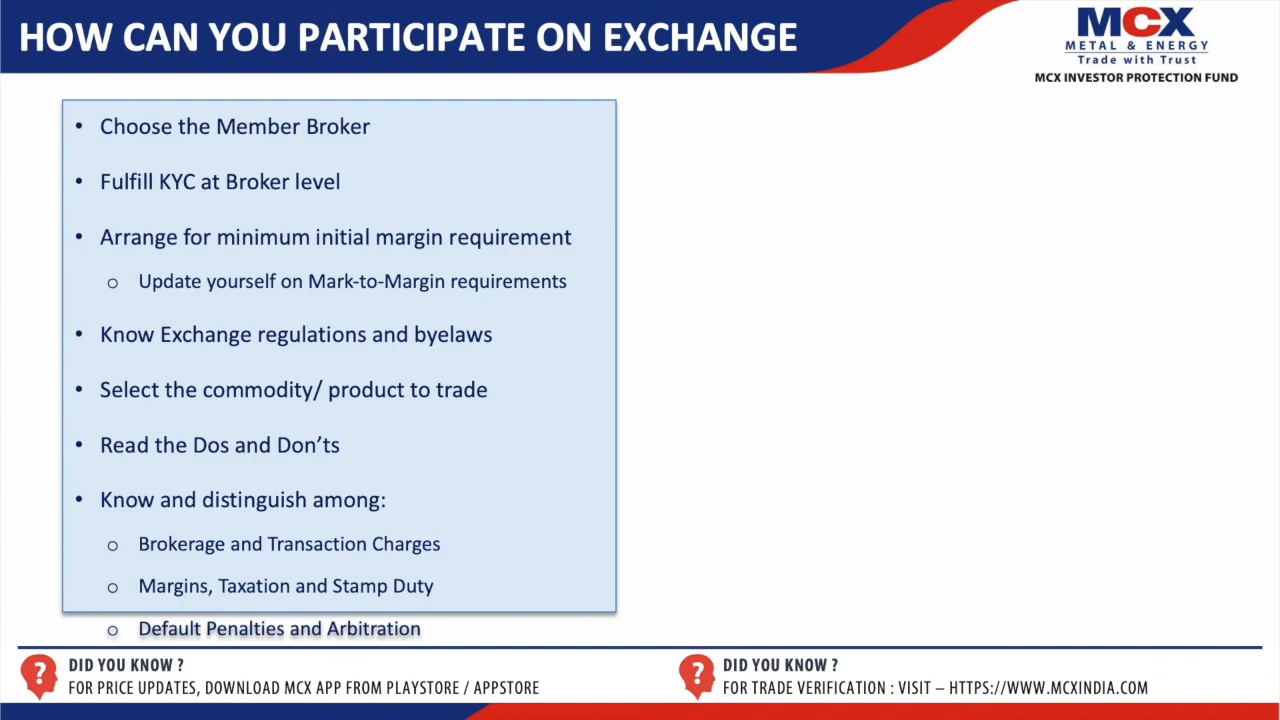 HOW CAN YOU PARTICIPATE ON EXCHANGE
MCX
METAL & ENERGY
Trade with Trust
MCX INVESTOR PROTECTION FUND
• Choose the Member Broker
• Fulfill KYC at Broker level
• Arrange for minimum initial margin requirement
o Update yourself on Mark-to-Margin requirements
• Know Exchange regulations and byelaws
• Select the commodity/ product to trade
• Read the Dos and Don’ts
• Know and distinguish among:
o Brokerage and Transaction Charges
o Margins, Taxation and Stamp Duty
o Default Penalties and Arbitration
?
DID YOU KNOW ?
FOR PRICE UPDATES, DOWNLOAD MCX APP FROM PLAYSTORE / APPSTORE
?
DID YOU KNOW ?
FOR TRADE VERIFICATION : VISIT – HTTPS://WWW.MCXINDIA.COM